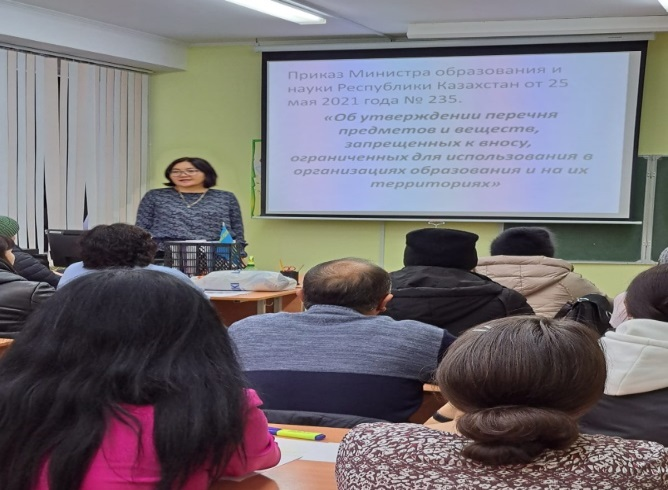 Приказ Министра образования и
науки Республики Казахстан от 25
мая 2021 года № 235.
«Об утверждении перечня
предметов и веществ,
запрещенных к вносу,
ограниченных для использования в
организациях образования и на их
территориях»